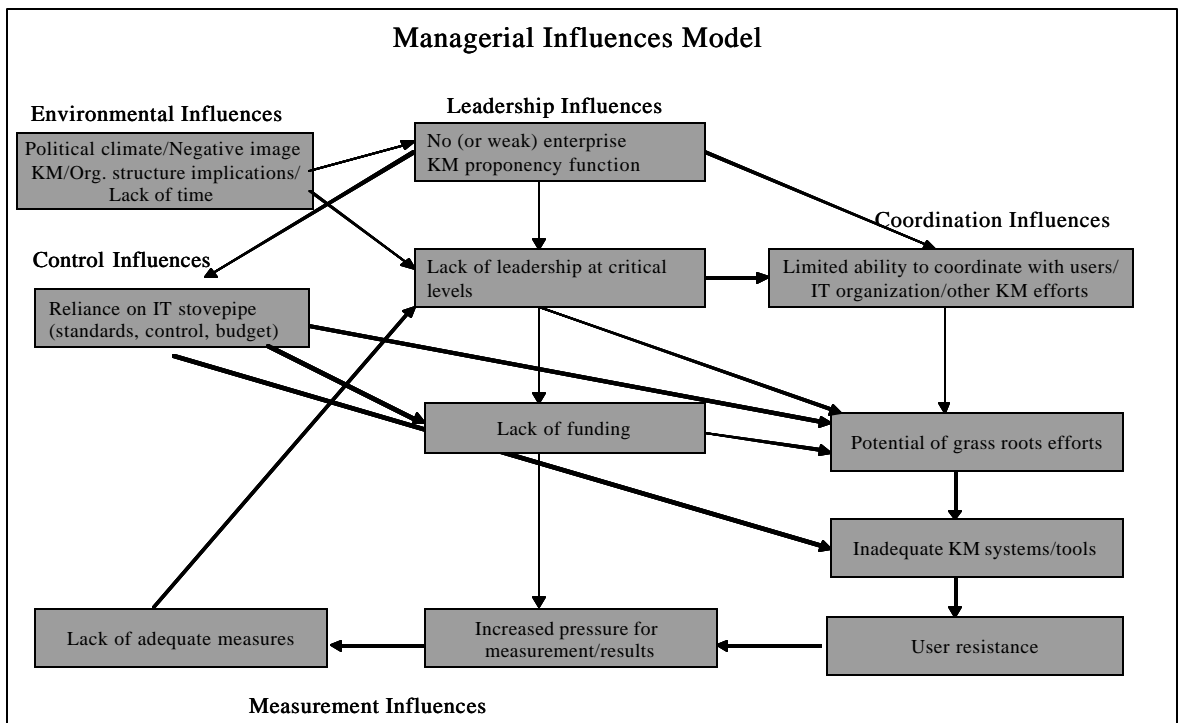 Managerial Influences Model
Environmental Influences
Leadership Influences
Political climate/Negative image
KM/Org. structure implications/
Lack of time
No (or weak) enterprise
KM proponency function
Coordination Influences
Control Influences
Lack of leadership at critical
levels
Limited ability to coordinate with users/
IT organization/other KM efforts
Reliance on IT stovepipe
(standards, control, budget)
Lack of funding
Potential of grass roots efforts
Inadequate KM systems/tools
Lack of adequate measures
Increased pressure for
measurement/results
User resistance
Measurement Influences